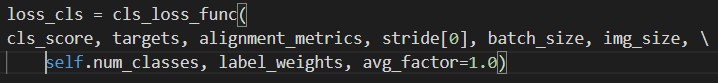 loss_cls = cls_loss_func(
cls_score, targets, alignment_metrics, stride[0], batch_size, img_size, \
self.num_classes, label_weights, avg_factor=1.0)